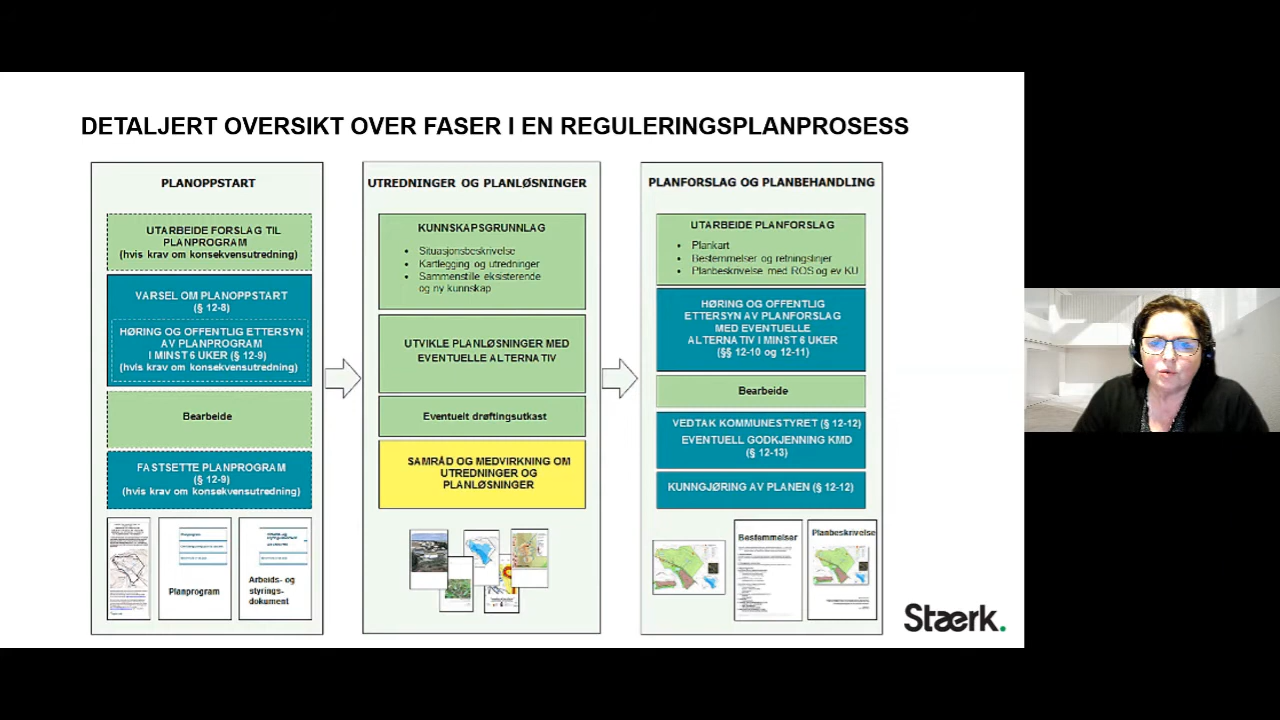 DETALJERT OVERSIKT OVER FASER I EN REGULERINGSPLANPROSESS
PLANOPPSTART
UTARBEIDE FORSLAG TIL
PLANPROGRAM
(hvis krav om konsekvensutredning)
VARSEL OM PLANOPPSTART
(§ 12-8)
HØRING OG OFFENTLIG ETTERSYN
AV PLANPROGRAM
I MINST 6 UKER (§ 12-9)
(hvis krav om konsekvensutredning)
Bearbeide
FASTSETTE PLANPROGRAM
(§ 12-9)
(hvis krav om konsekvensutredning)
Planprogram
Arbeids- og
styrings-
dokument
UTREDNINGER OG PLANLØSNINGER
KUNNSKAPSGRUNNLAG
• Situasjonsbeskrivelse
• Kartlegging og utredninger
• Sammenstille eksisterende
og ny kunnskap
UTVIKLE PLANLØSNINGER MED
EVENTUELLE ALTERNATIV
Eventuelt drøftingsutkast
SAMRÅD OG MEDVIRKNING OM
UTREDNINGER OG
PLANLØSNINGER
PLANFORSLAG OG PLANBEHANDLING
UTARBEIDE PLANFORSLAG
• Plankart
• Bestemmelser og retningslinjer
• Planbeskrivelse med ROS og ev KU
HØRING OG OFFENTLIG
ETTERSYN AV PLANFORSLAG
MED EVENTUELLE
ALTERNATIV I MINST 6 UKER
(§§ 12-10 og 12-11)
Bearbeide
VEDTAK KOMMUNESTYRET (§ 12-12)
EVENTUELL GODKJENNING KMD
(§ 12-13)
KUNNGJØRING AV PLANEN (§ 12-12)
Bestemmelser
Planbeskrivelse
Stærk.